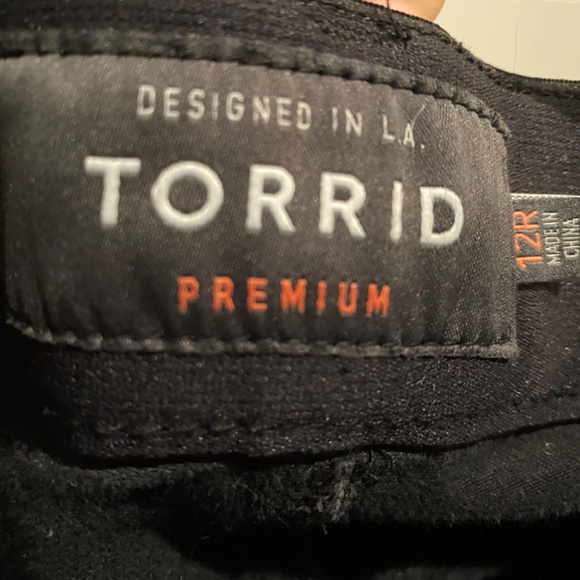 DESIGNED IN L.A.
TORRID
PREMIUM
12R
MADE IN
CHINA